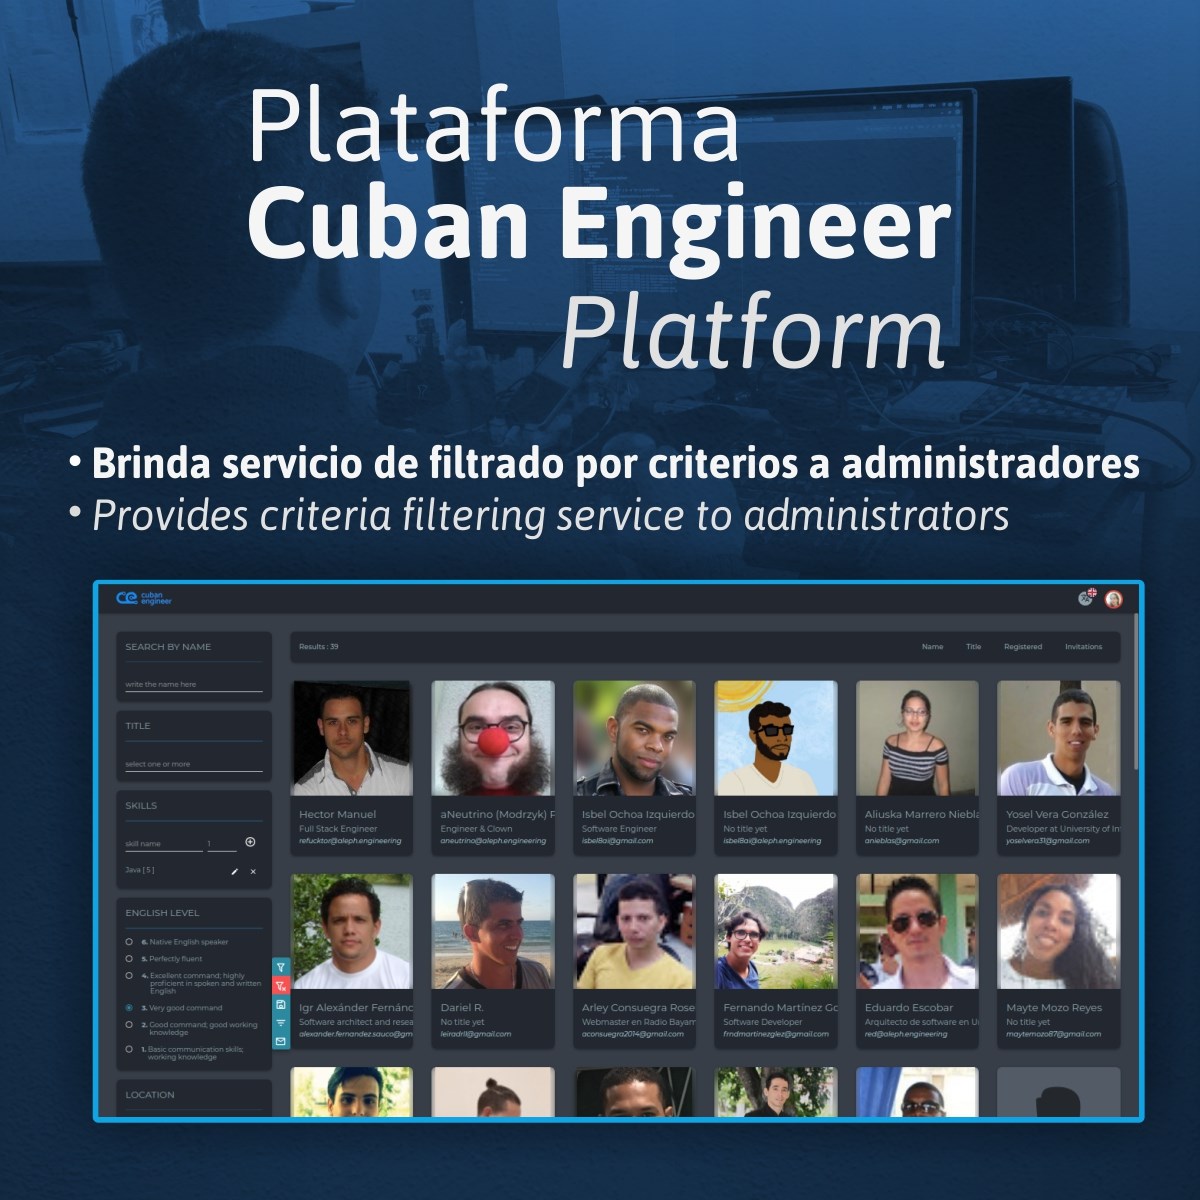 Plataforma
Cuban Engineer
Platform
• Brinda servicio de filtrado por criterios a administradores
• Provides criteria filtering service to administrators
ce cuban
engineer
SEARCH BY NAME
write the name here
TITLE
select one or more
SKILLS
skill name 1
Java [ 5 ]
ENGLISH LEVEL
6. Native English speaker
5. Perfectly fluent
4. Excellent command; highly
proficient in spoken and written
English
3. Very good command
2. Good command; good working
knowledge
1. Basic communication skills;
working knowledge
LOCATION
Results : 39 Name Title Registered Invitations
Hector Manuel
Full Stack Engineer
refucktor@aleph.engineering
aNeutrino (Modrzyk) F
Engineer & Clown
aneutrino@aleph.engineering
Isbel Ochoa Izquierdo
Software Engineer
isbel8ai@gmail.com
Isbel Ochoa Izquierdo
No title yet
isbel8ai@aleph.engineering
Aliuska Marrero Niebla
No title yet
anieblas@gmail.com
Yosel Vera González
Developer at University of In
yoselvera31@gmail.com
Igr Alexánder Fernánc
Software architect and resea
alexander.fernandez.sauco@gm
Dariel R.
No title yet
leiradr11@gmail.com
Arley Consuegra Rose
Webmaster en Radio Bayam
aconsuegra2014@gmail.com
Fernando Martínez Gc
Software Developer
frndmartinezglez@gmail.com
Eduardo Escobar
Arquitecto de software en U
red@aleph.engineering
Mayte Mozo Reyes
No title yet
maytemozo87@gmail.com